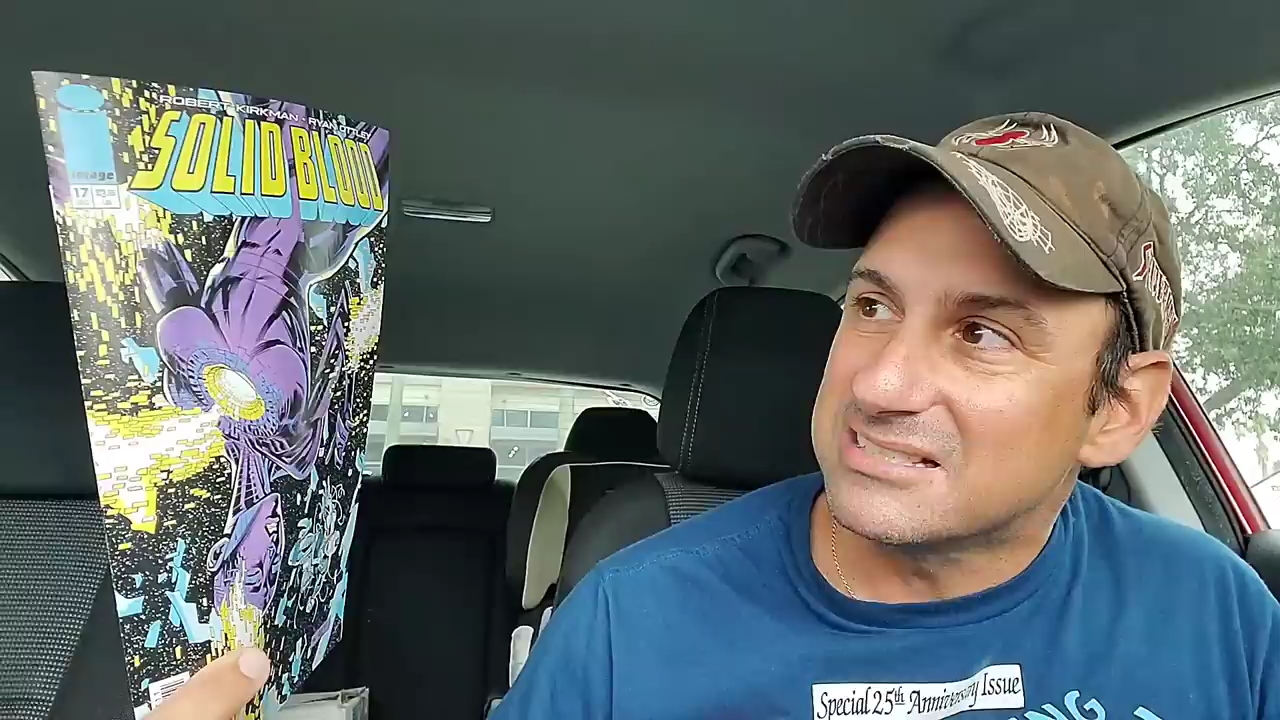 ROBERT KIRKMAN · RYAN OTTLEY
SOLID BLOOD
image
17
Special 25th Anniversary Issue